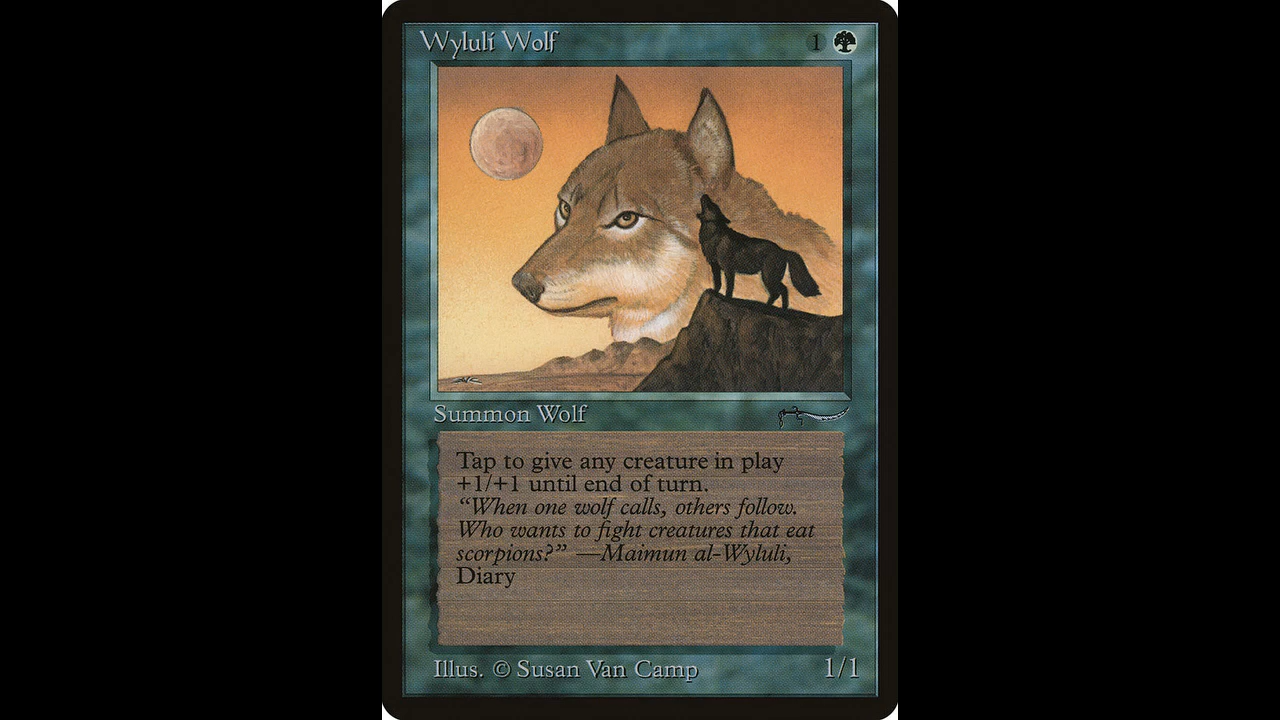 Wyluli Wolf
1
Summon Wolf
Tap to give any creature in play
+1/+1 until end of turn.
“When one wolf calls, others follow.
Who wants to fight creatures that eat
scorpions?” —Maimun al-Wyluli,
Diary
Illus. © Susan Van Camp
1/1